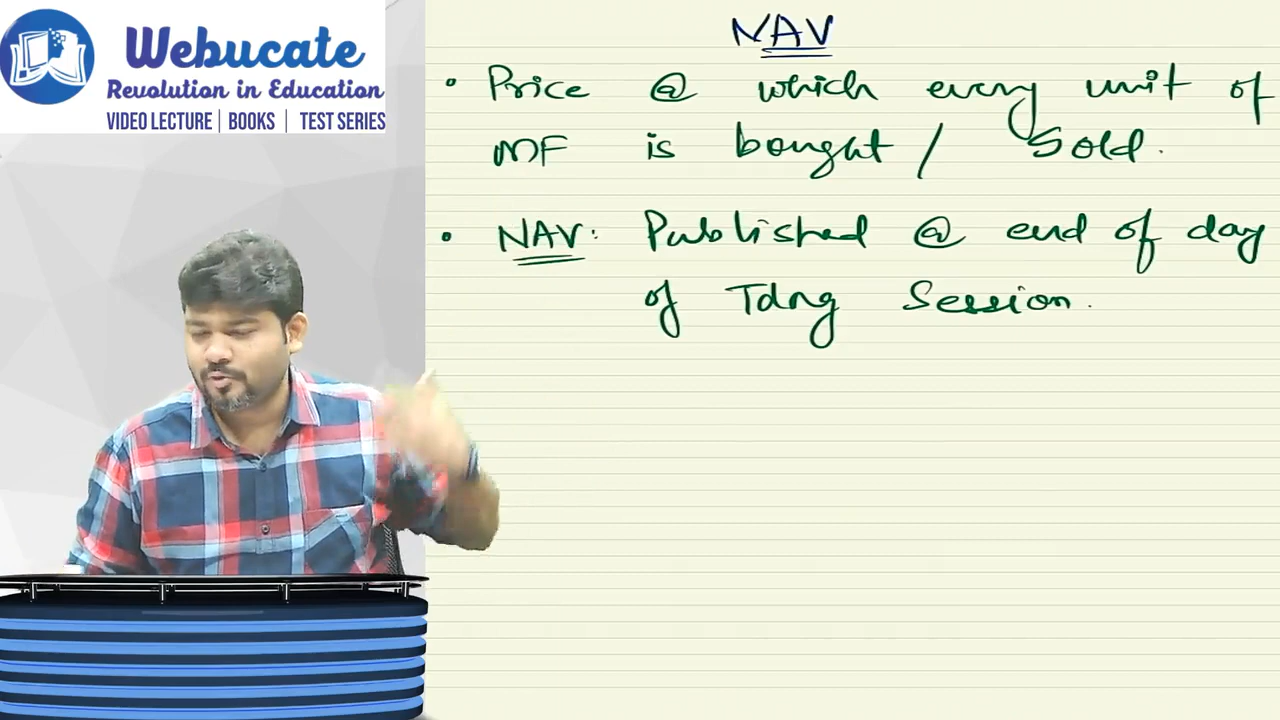 Webucate
Revolution in Education
VIDEO LECTURE | BOOKS | TEST SERIES
NAV
• Price @ which every unit of
MF is bought / Sold.
• NAV: Published @ end of day
of Tdng Session.